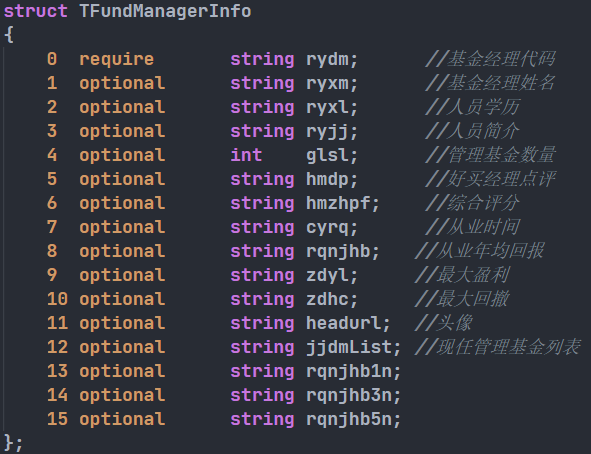 struct TFundManagerInfo
{
0 require string rydm; //基金经理代码
1 optional string ryxm; //基金经理姓名
2 optional string ryxl; //人员学历
3 optional string ryjj; //人员简介
4 optional int glsl; //管理基金数量
5 optional string hmdp; //好买经理点评
6 optional string hmzhpf; //综合评分
7 optional string cyrq; //从业时间
8 optional string rqnjhb; //从业年均回报
9 optional string zdyl; //最大盈利
10 optional string zdhc; //最大回撤
11 optional string headurl; //头像
12 optional string jjdmList; //现任管理基金列表
13 optional string rqnjhb1n;
14 optional string rqnjhb3n;
15 optional string rqnjhb5n;
};